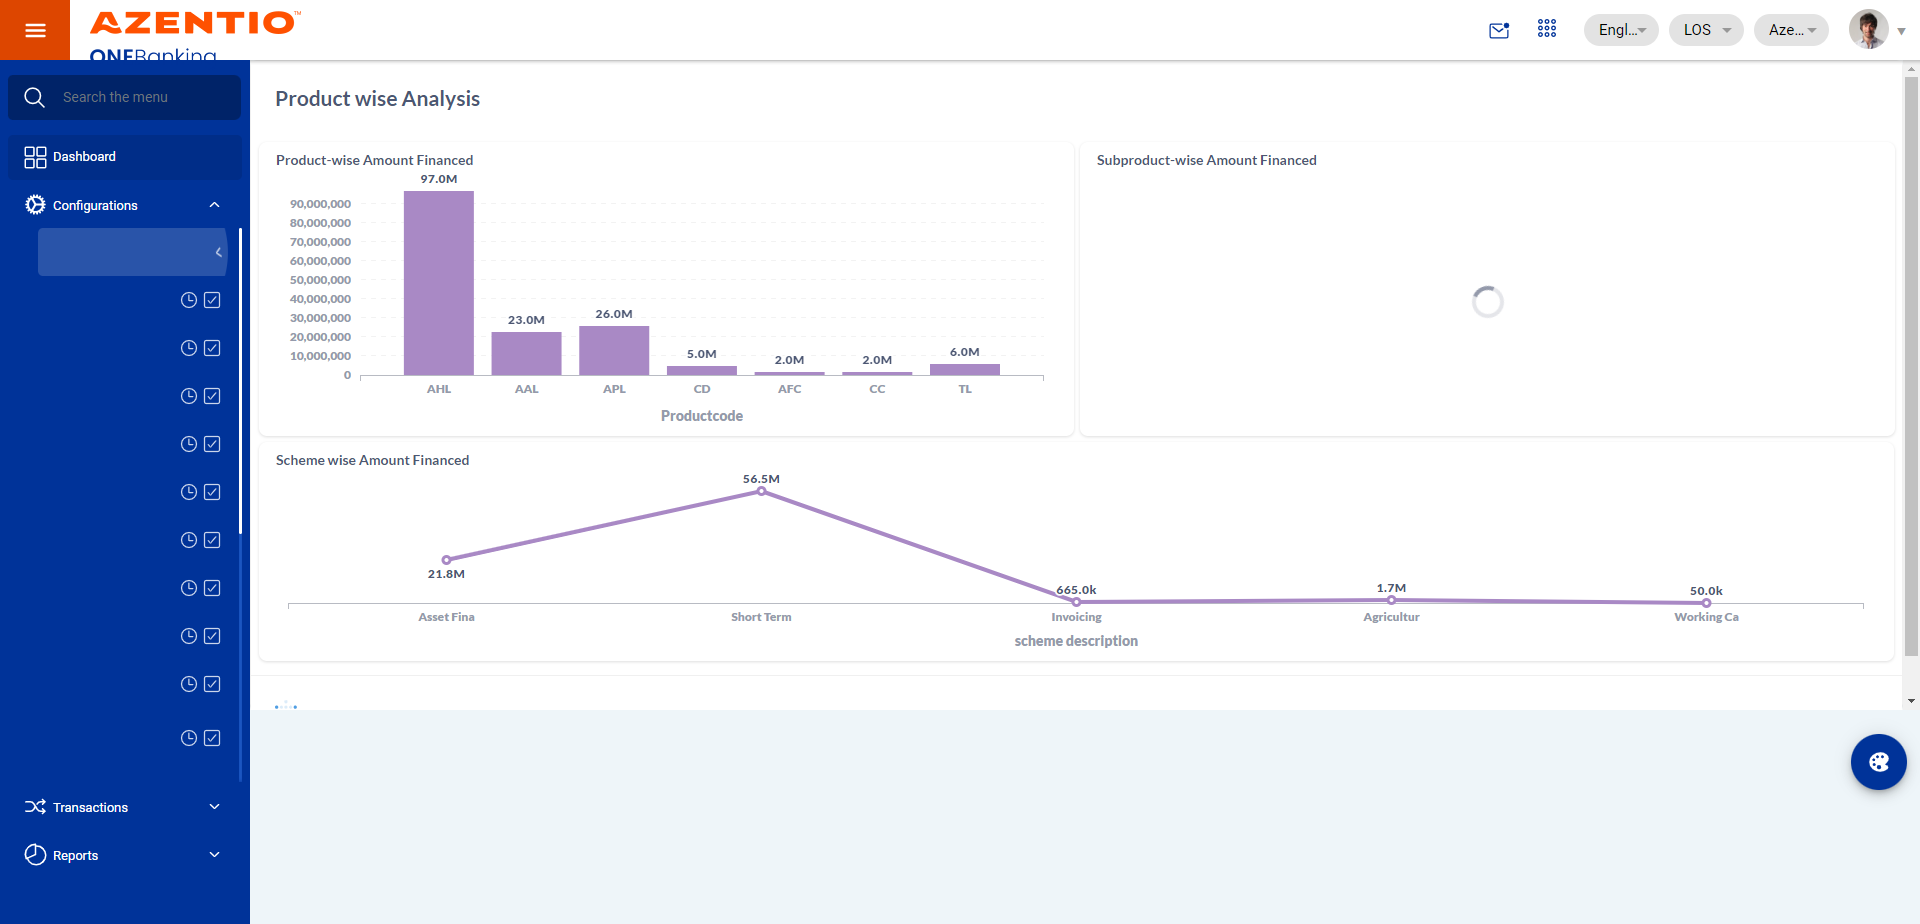 AZENTIO™
ONEBanking
Engl...
LOS
Aze...
Search the menu
Dashboard
Configurations
Transactions
Reports
Product wise Analysis
Product-wise Amount Financed
97.0M
90,000,000
80,000,000
70,000,000
60,000,000
50,000,000
40,000,000
30,000,000
20,000,000
10,000,000
0
23.0M
26.0M
5.0M
2.0M
2.0M
6.0M
AHL
AAL
APL
CD
AFC
CC
TL
Productcode
Subproduct-wise Amount Financed
Scheme wise Amount Financed
21.8M
56.5M
665.0k
1.7M
50.0k
Asset Fina
Short Term
Invoicing
Agricultur
Working Ca
scheme description